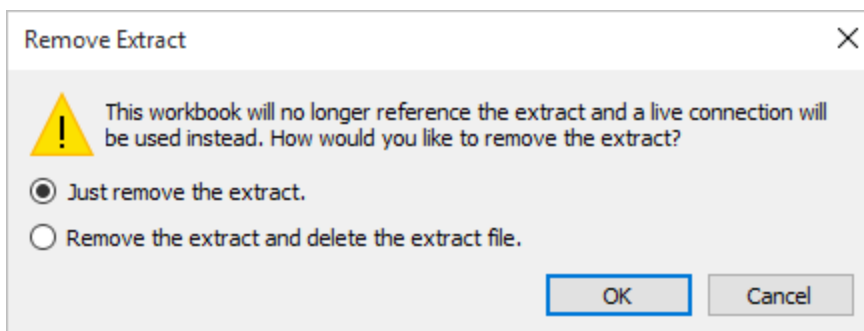 Remove Extract
This workbook will no longer reference the extract and a live connection will
be used instead. How would you like to remove the extract?
Just remove the extract.
Remove the extract and delete the extract file.
OK
Cancel